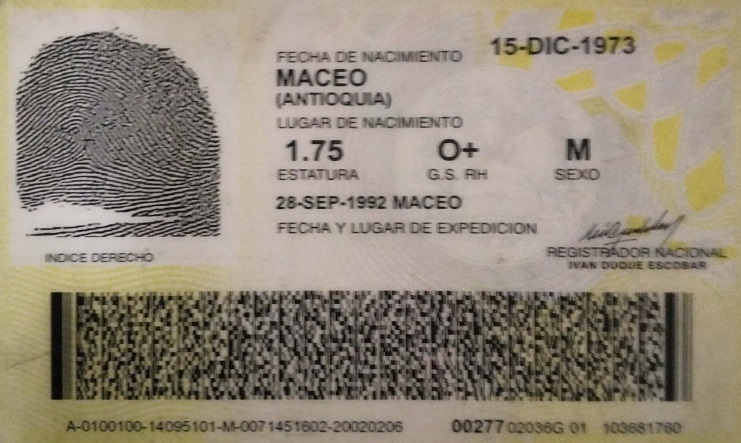 FECHA DE NACIMIENTO 15-DIC-1973
MACEO
(ANTIOQUIA)
LUGAR DE NACIMIENTO
1.75 O+ M
ESTATURA G.S. RH SEXO
28-SEP-1992 MACEO
FECHA Y LUGAR DE EXPEDICION
INDICE DERECHO
REGISTRADOR NACIONAL
IVAN DUQUE ESCOBAR
A-0100100-14095101-M-0071451602-20020206 00277 02036G 01 103681760